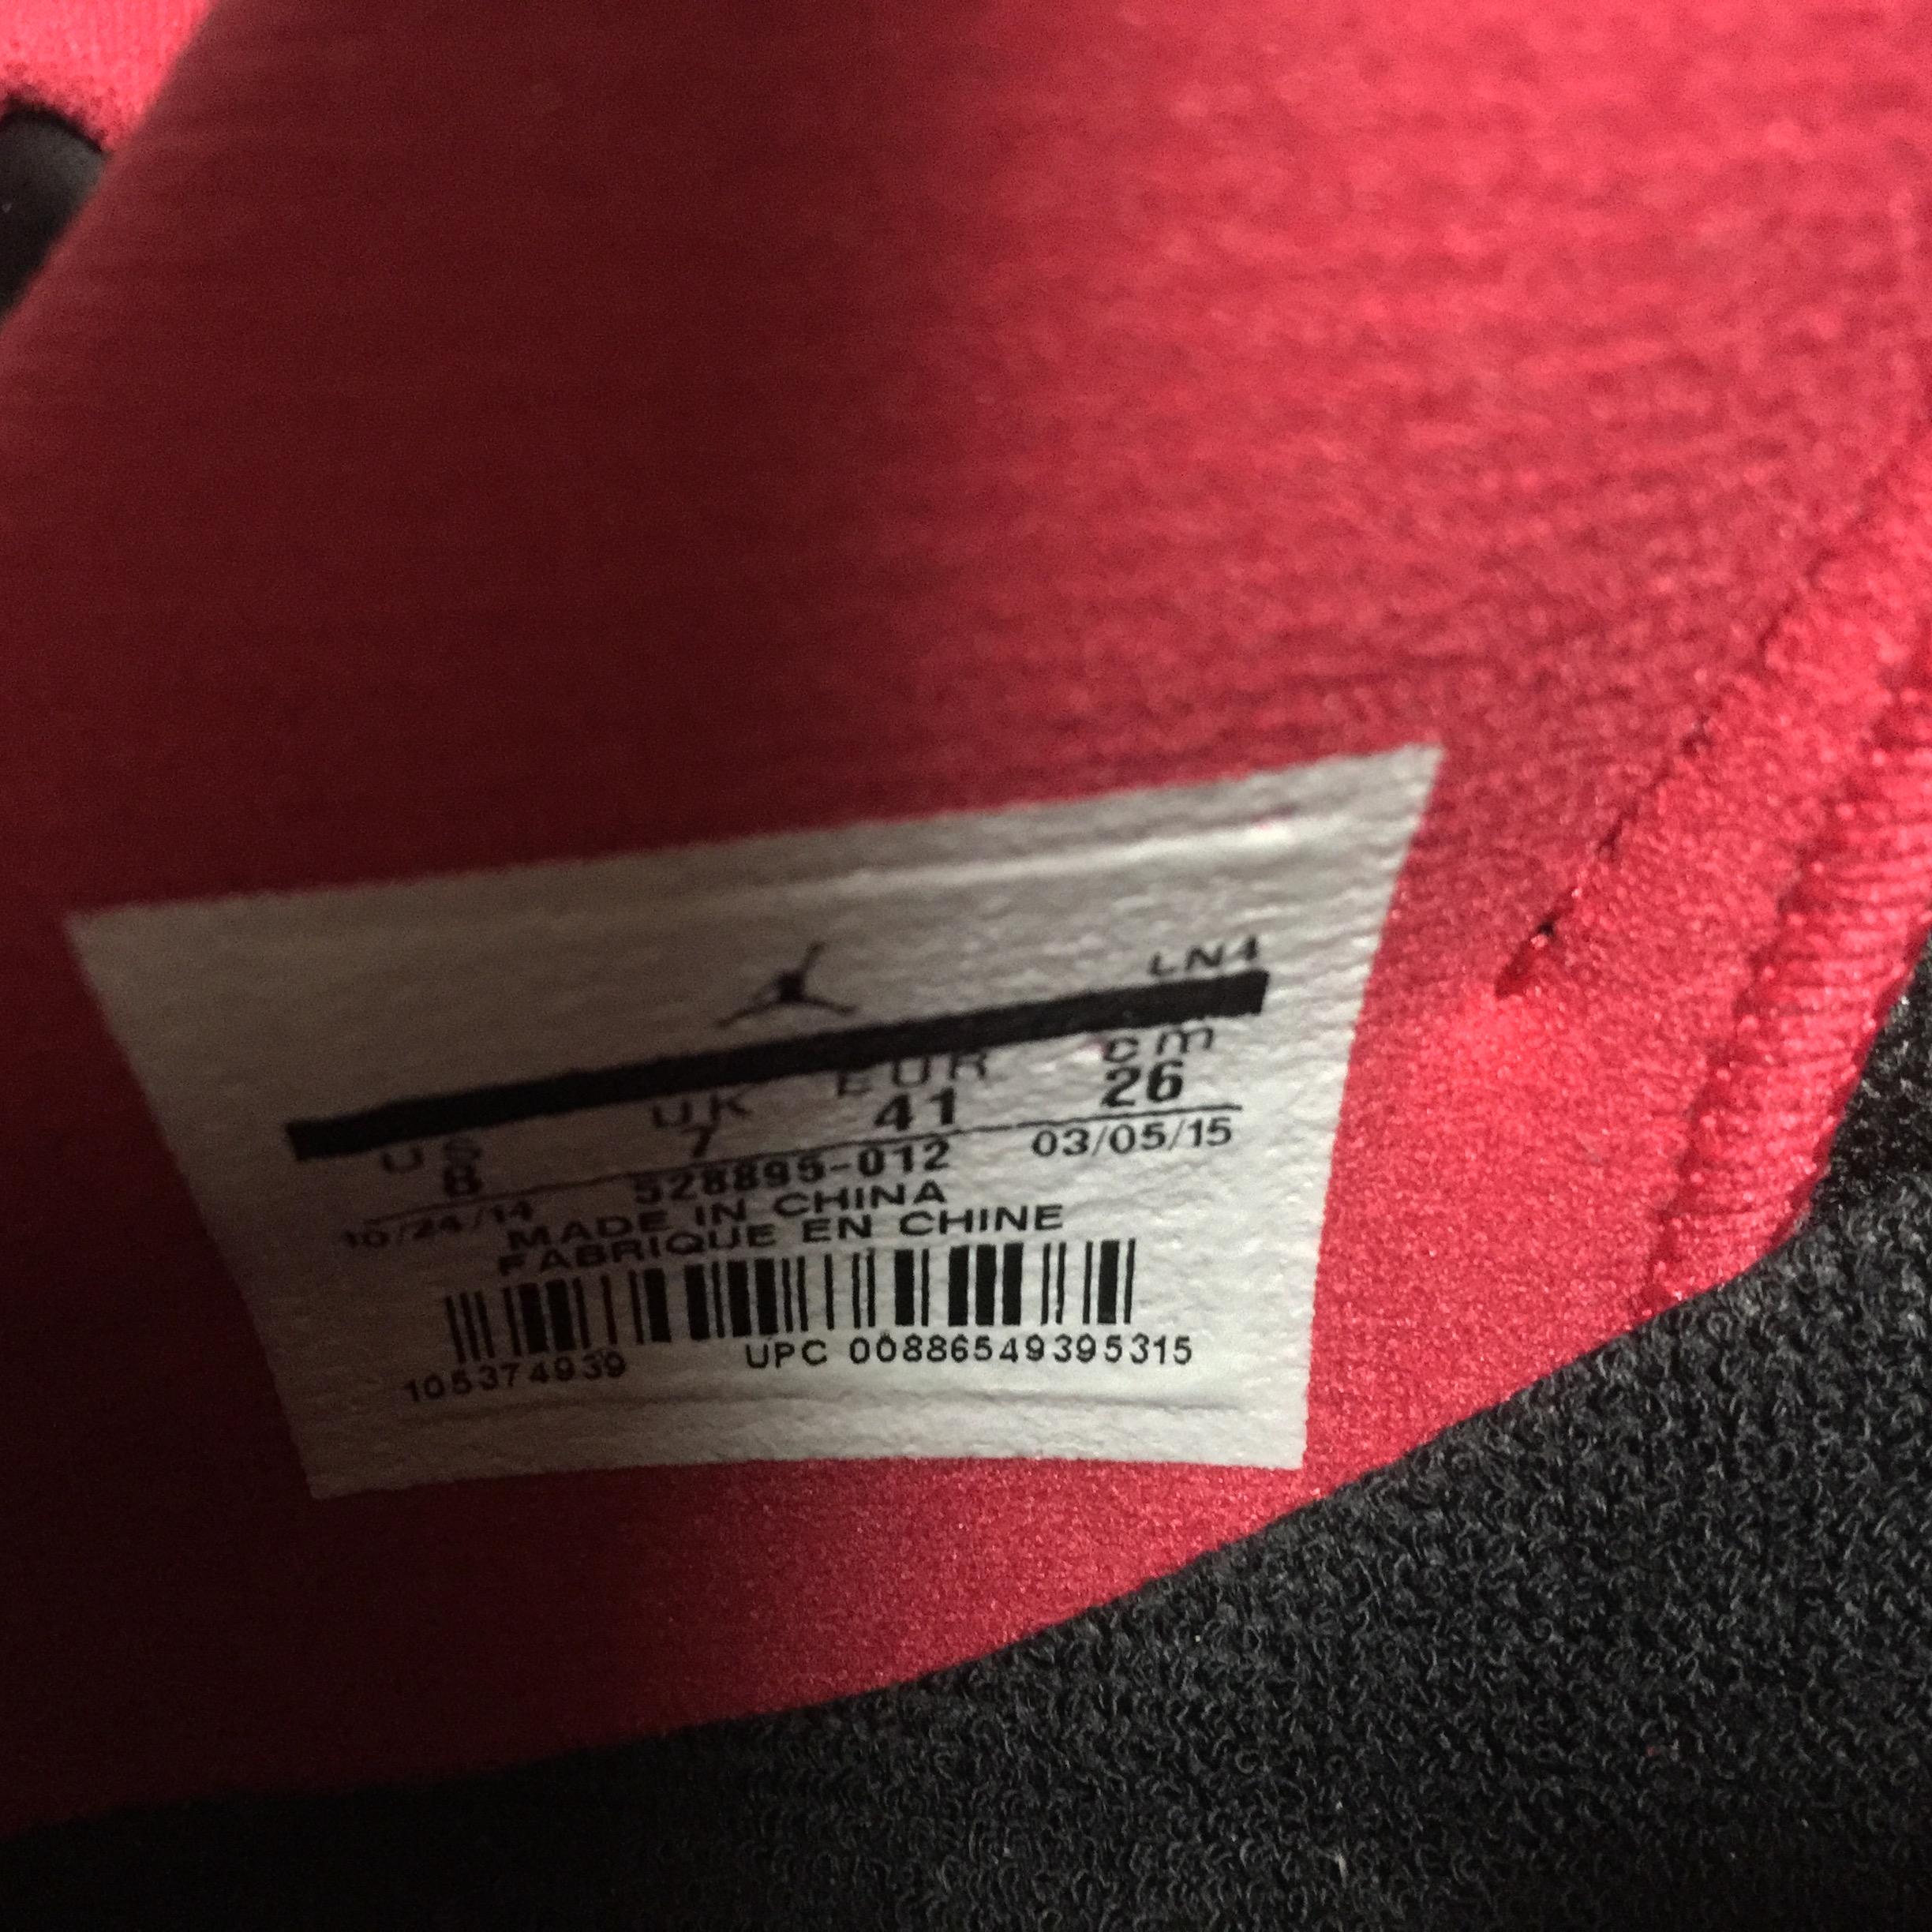 LN4
US UK EUR cm
8 7 41 26
10/24/14 528895-012 03/05/15
MADE IN CHINA
FABRIQUE EN CHINE
105374939 UPC 00886549395315